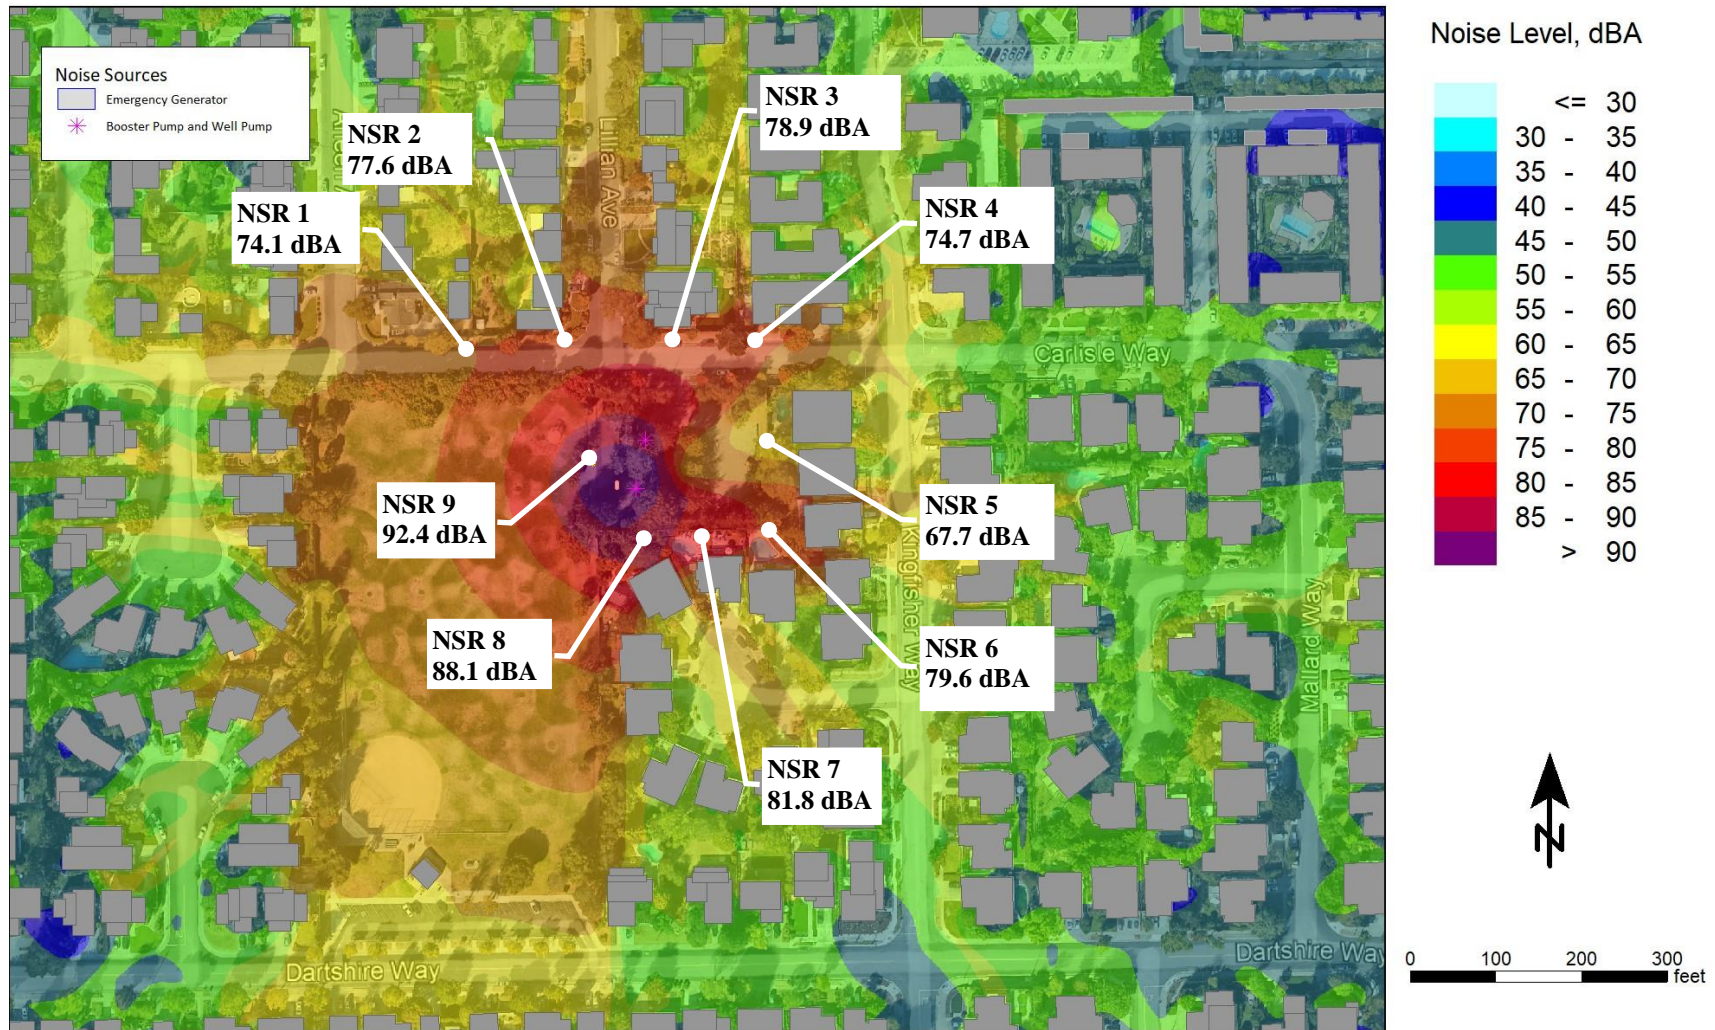 Noise Sources
Emergency Generator
Booster Pump and Well Pump
NSR 1
74.1 dBA
NSR 2
77.6 dBA
NSR 3
78.9 dBA
NSR 4
74.7 dBA
NSR 9
92.4 dBA
NSR 5
67.7 dBA
NSR 8
88.1 dBA
NSR 6
79.6 dBA
NSR 7
81.8 dBA
Lillian Ave
Carlisle Way
Kingfisher Way
Mallard Way
Dartshire Way
Dartshire Way
Noise Level, dBA
<= 30
30 - 35
35 - 40
40 - 45
45 - 50
50 - 55
55 - 60
60 - 65
65 - 70
70 - 75
75 - 80
80 - 85
85 - 90
> 90
N
0 100 200 300
feet